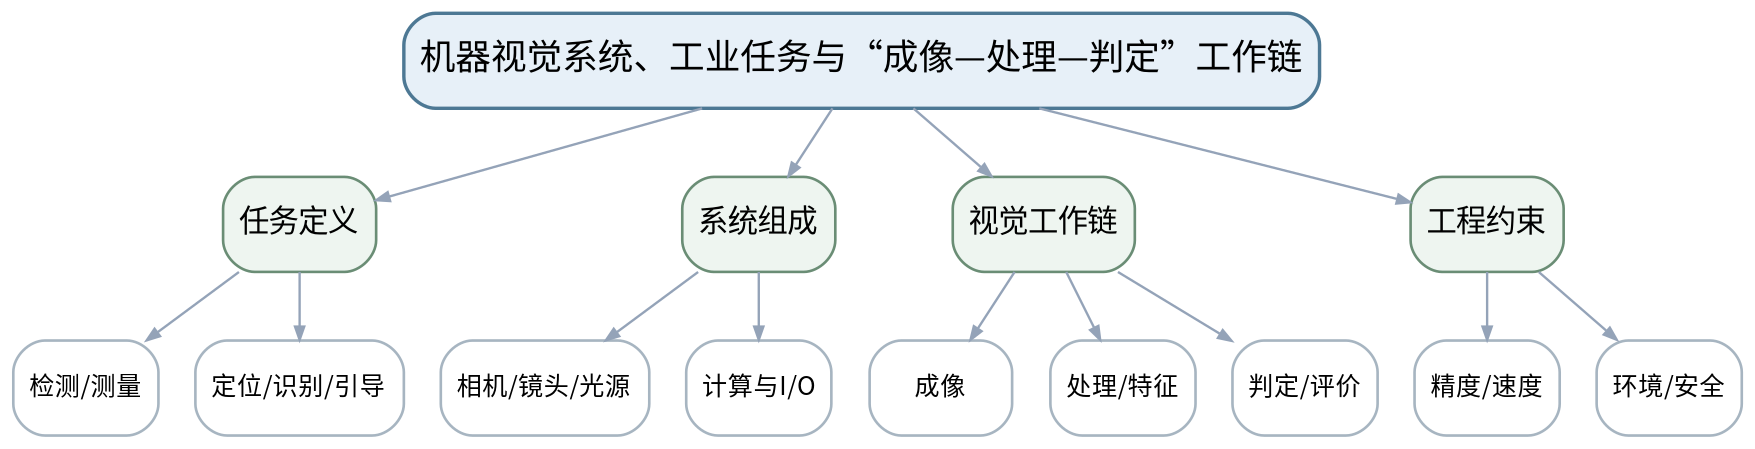 机器视觉系统、工业任务与“成像—处理—判定”工作链
任务定义
系统组成
视觉工作链
工程约束
检测/测量
定位/识别/引导
相机/镜头/光源
计算与I/O
成像
处理/特征
判定/评价
精度/速度
环境/安全